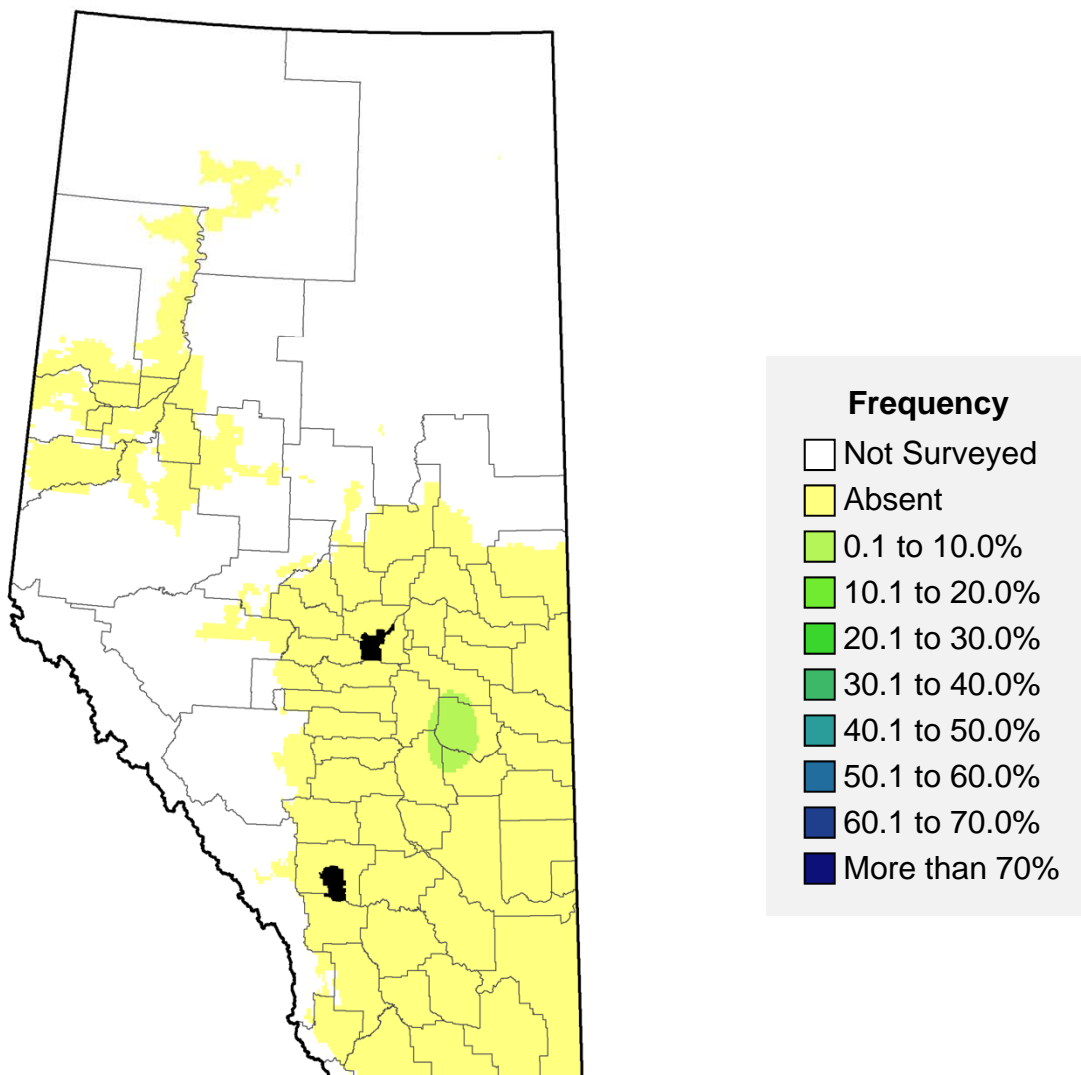 Frequency
Not Surveyed
Absent
0.1 to 10.0%
10.1 to 20.0%
20.1 to 30.0%
30.1 to 40.0%
40.1 to 50.0%
50.1 to 60.0%
60.1 to 70.0%
More than 70%